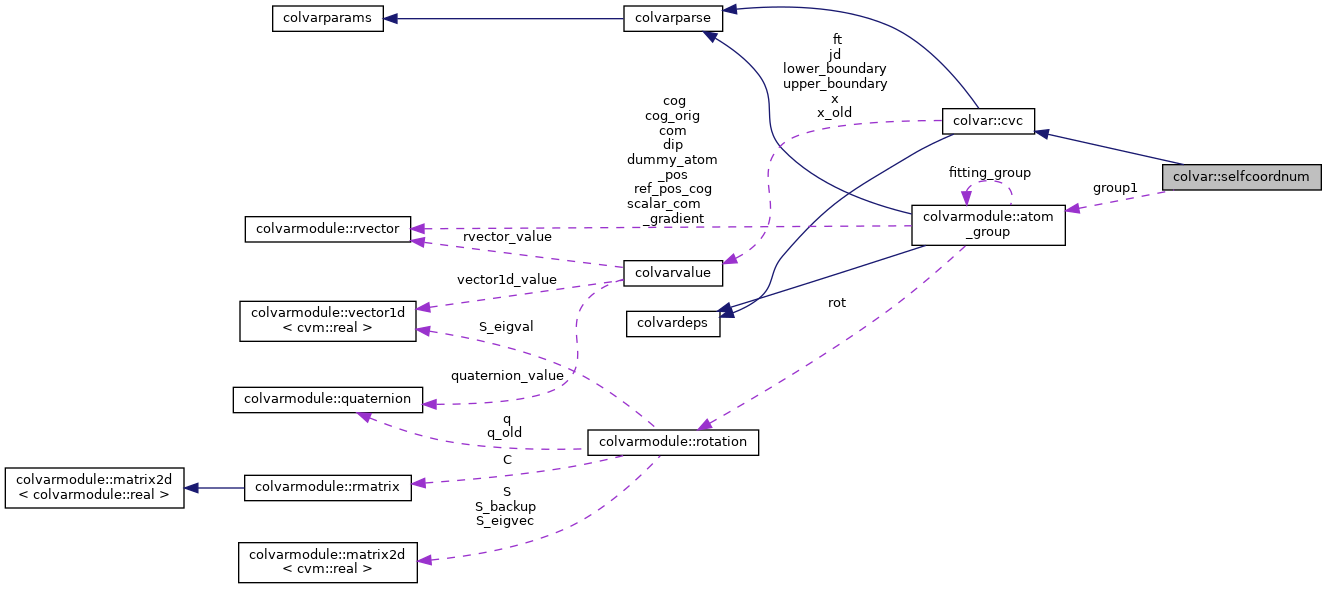 colvarparams
colvarparse
ft
jd
lower_boundary
upper_boundary
x
x_old
cog
cog_orig
com
dip
dummy_atom
_pos
ref_pos_cog
scalar_com
_gradient
colvar::cvc
colvar::selfcoordnum
fitting_group
group1
colvarmodule::atom
_group
colvarmodule::rvector
rvector_value
colvarvalue
vector1d_value
colvarmodule::vector1d
< cvm::real >
S_eigval
colvardeps
rot
quaternion_value
colvarmodule::quaternion
q
q_old
colvarmodule::rotation
C
colvarmodule::matrix2d
< colvarmodule::real >
colvarmodule::rmatrix
S
S_backup
S_eigvec
colvarmodule::matrix2d
< cvm::real >